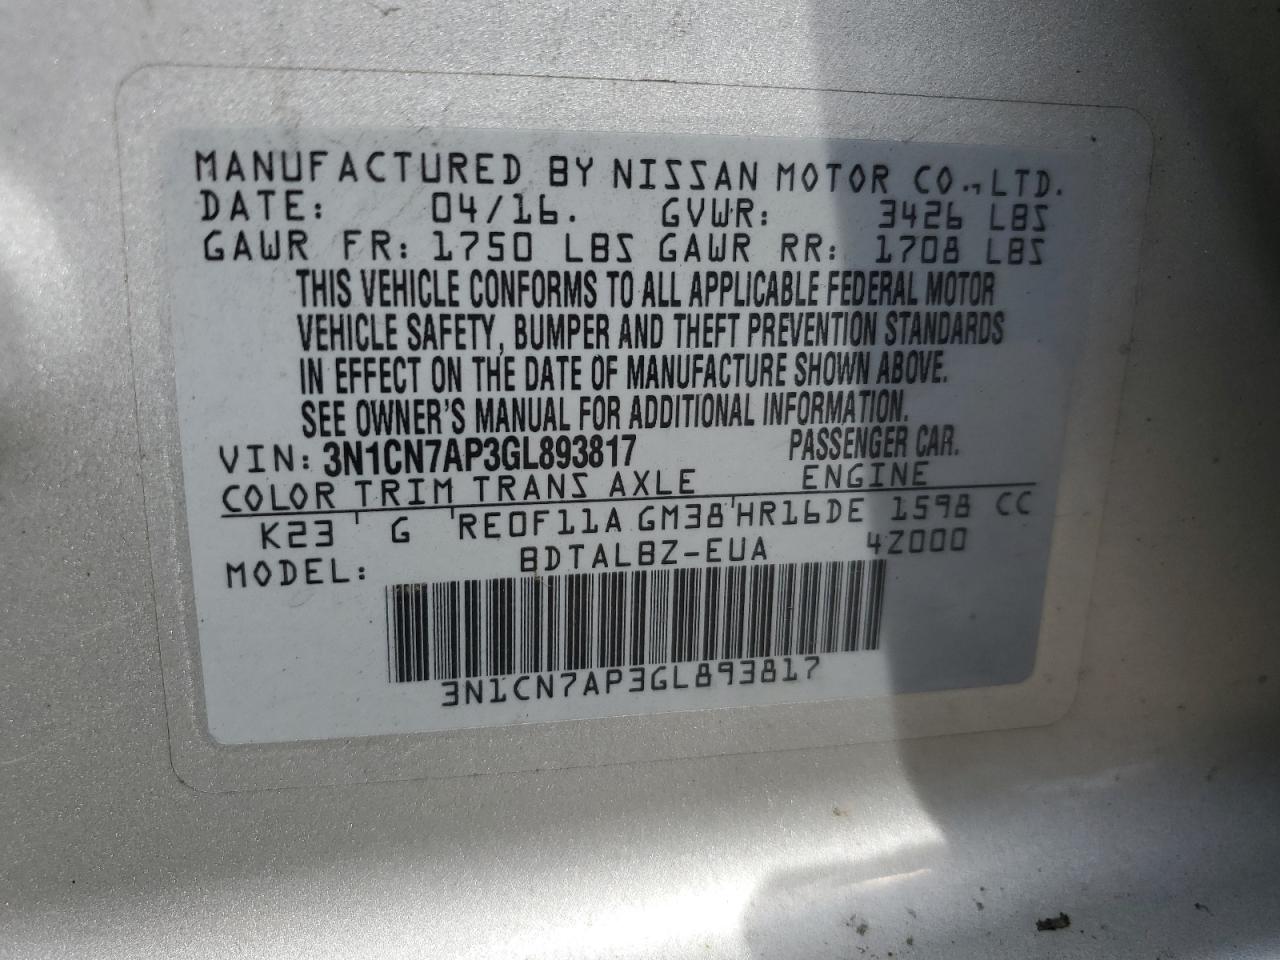 MANUFACTURED BY NISSAN MOTOR CO.,LTD.
DATE: 04/16. GVWR: 3426 LBS
GAWR FR: 1750 LBS GAWR RR: 1708 LBS
THIS VEHICLE CONFORMS TO ALL APPLICABLE FEDERAL MOTOR
VEHICLE SAFETY, BUMPER AND THEFT PREVENTION STANDARDS
IN EFFECT ON THE DATE OF MANUFACTURE SHOWN ABOVE.
SEE OWNER'S MANUAL FOR ADDITIONAL INFORMATION.
VIN: 3N1CN7AP3GL893817 PASSENGER CAR.
COLOR TRIM TRANS AXLE ENGINE
K23 ' G ' RE0F11A GM38 ' HR16DE 1598 CC
MODEL: BDTALBZ-EUA 4Z000
3N1CN7AP3GL893817